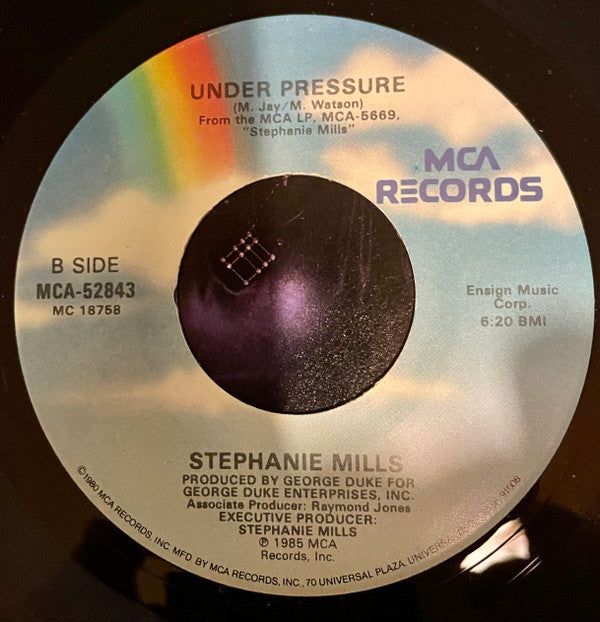 UNDER PRESSURE
(M. Jay/M. Watson)
From the MCA LP, MCA-5669,
"Stephanie Mills"
MCA
RECORDS
B SIDE
MCA-52843
MC 18758
Ensign Music
Corp.
6:20 BMI
STEPHANIE MILLS
PRODUCED BY GEORGE DUKE FOR
GEORGE DUKE ENTERPRISES, INC.
Associate Producer: Raymond Jones
EXECUTIVE PRODUCER:
STEPHANIE MILLS
℗ 1985 MCA
Records, Inc.
©1980 MCA RECORDS, INC. MFD BY MCA RECORDS, INC., 70 UNIVERSAL PLAZA, UNIVERSAL